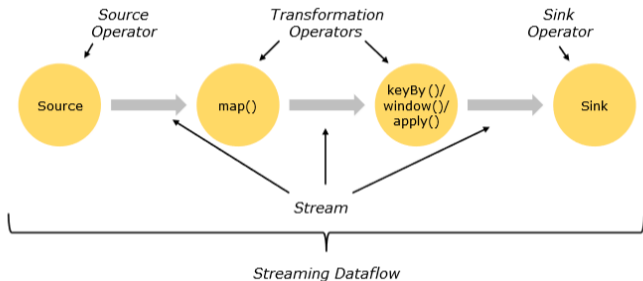 Source
Operator
Transformation
Operators
Sink
Operator
Source
map()
keyBy()/
window()/
apply()
Sink
Stream
Streaming Dataflow